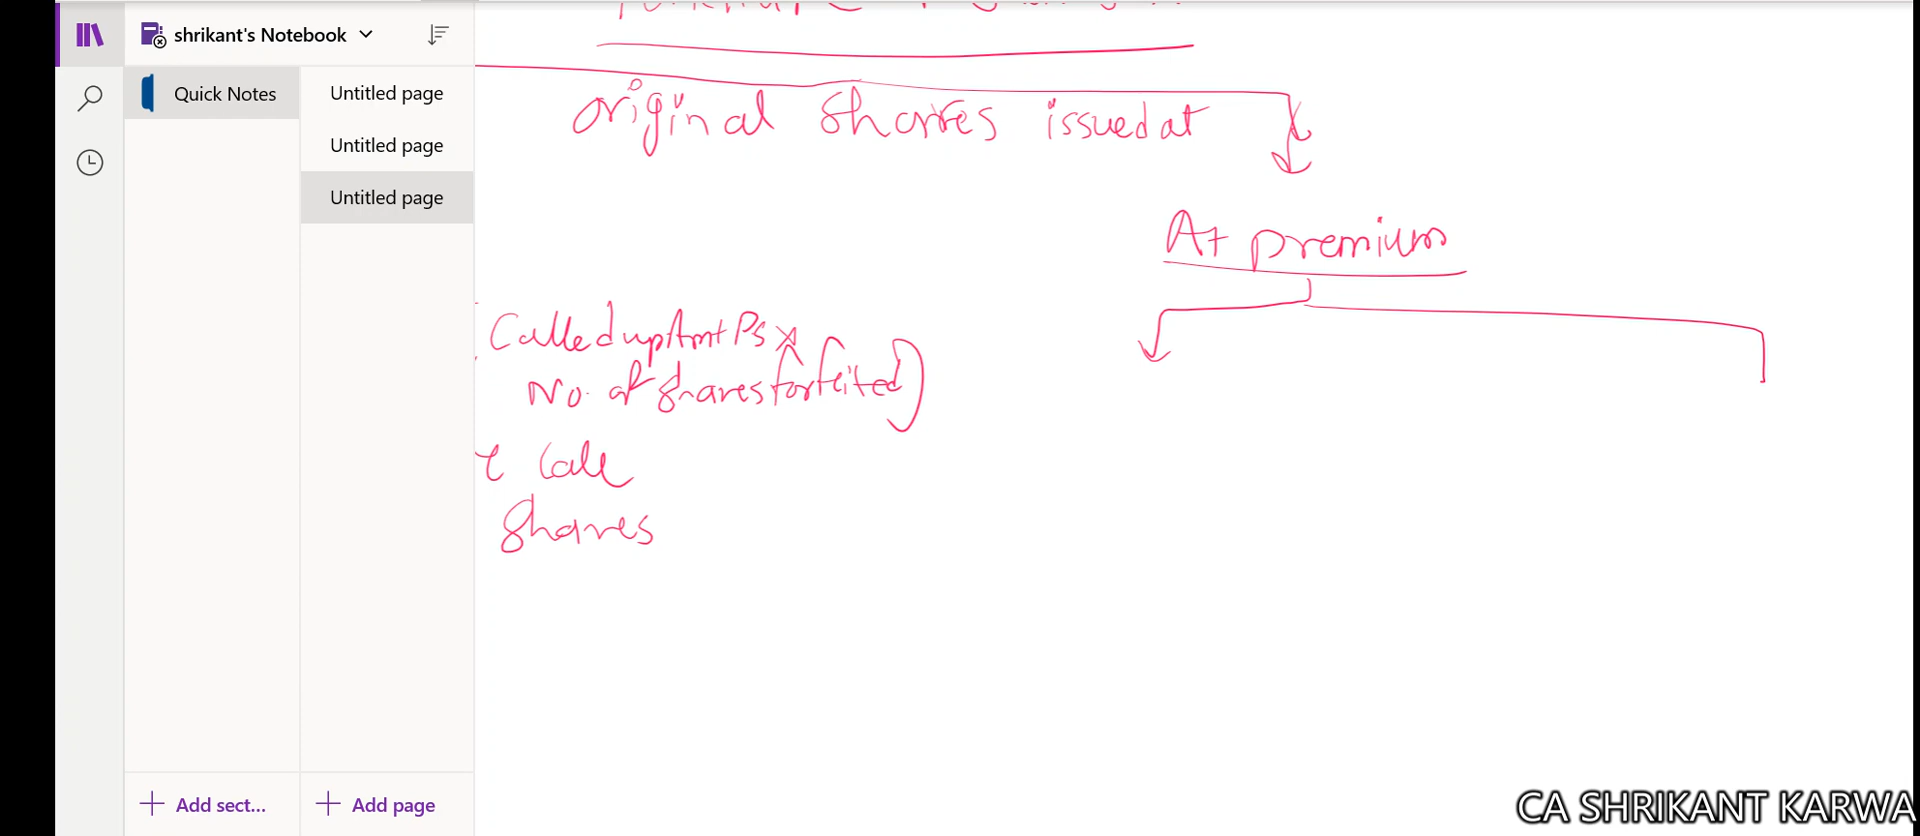 shrikant's Notebook
Quick Notes
Untitled page
Untitled page
Untitled page
original Shares issued at
At premium
(Called up Amt Ps x
No. of shares forfeited)
Call
Shares
Add sect...
Add page
CA SHRIKANT KARWA